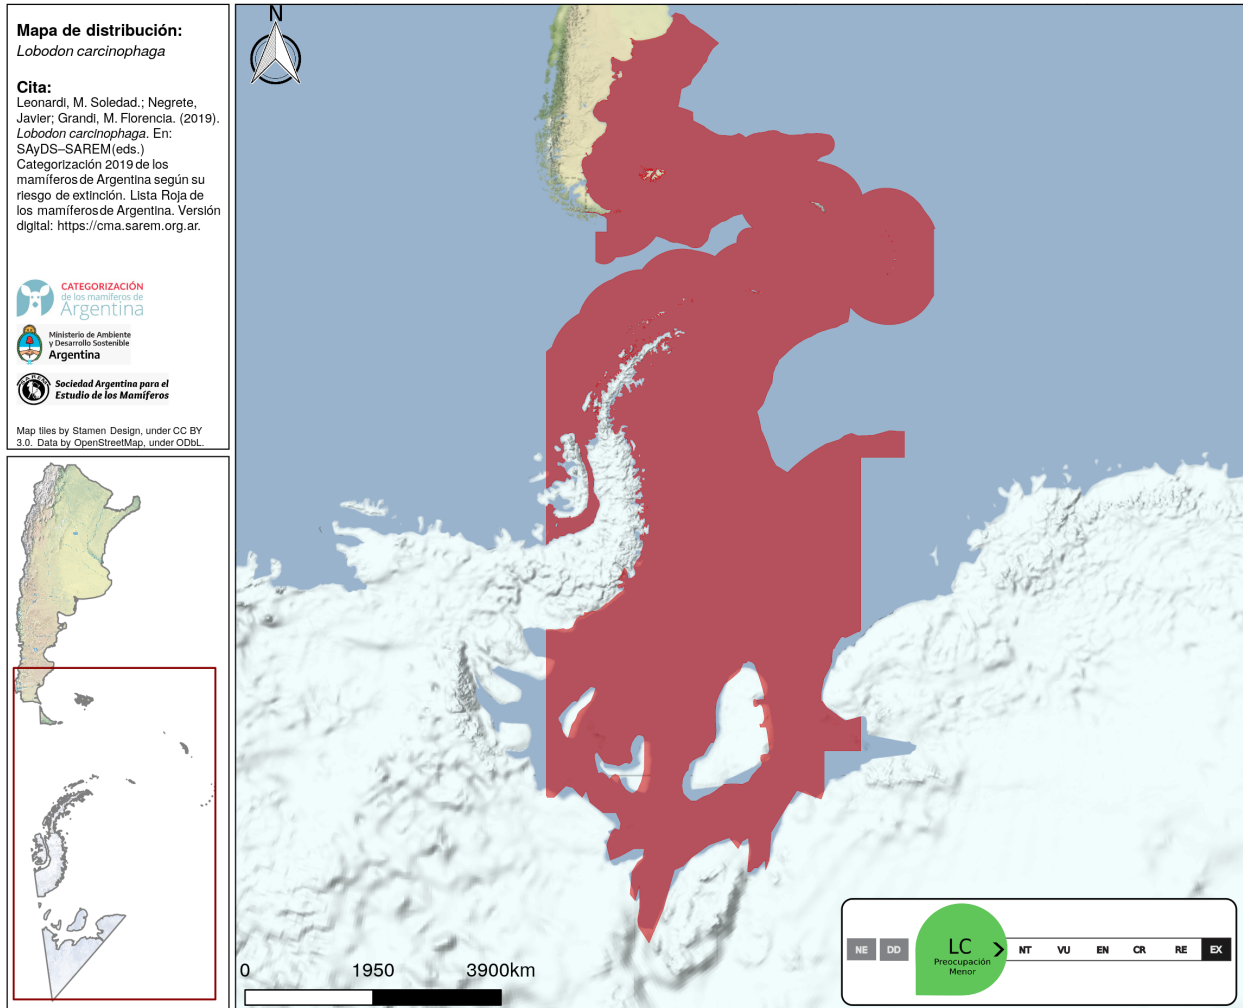 Mapa de distribución:
Lobodon carcinophaga
Cita:
Leonardi, M. Soledad.; Negrete,
Javier; Grandi, M. Florencia. (2019).
Lobodon carcinophaga. En:
SAyDS–SAREM(eds.)
Categorización 2019 de los
mamíferos de Argentina según su
riesgo de extinción. Lista Roja de
los mamíferos de Argentina. Versión
digital: https://cma.sarem.org.ar.
CATEGORIZACIÓN
de los mamíferos de
Argentina
Ministerio de Ambiente
y Desarrollo Sostenible
Argentina
SAREM
Sociedad Argentina para el
Estudio de los Mamíferos
Map tiles by Stamen Design, under CC BY
3.0. Data by OpenStreetMap, under ODbL.
N
0 1950 3900km
NE DD LC NT VU EN CR RE EX
Preocupación
Menor